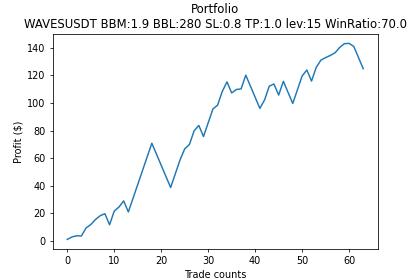 Portfolio
WAVESUSDT BBM:1.9 BBL:280 SL:0.8 TP:1.0 lev:15 WinRatio:70.0
140
120
100
80
60
40
20
0
Profit ($)
0 10 20 30 40 50 60
Trade counts